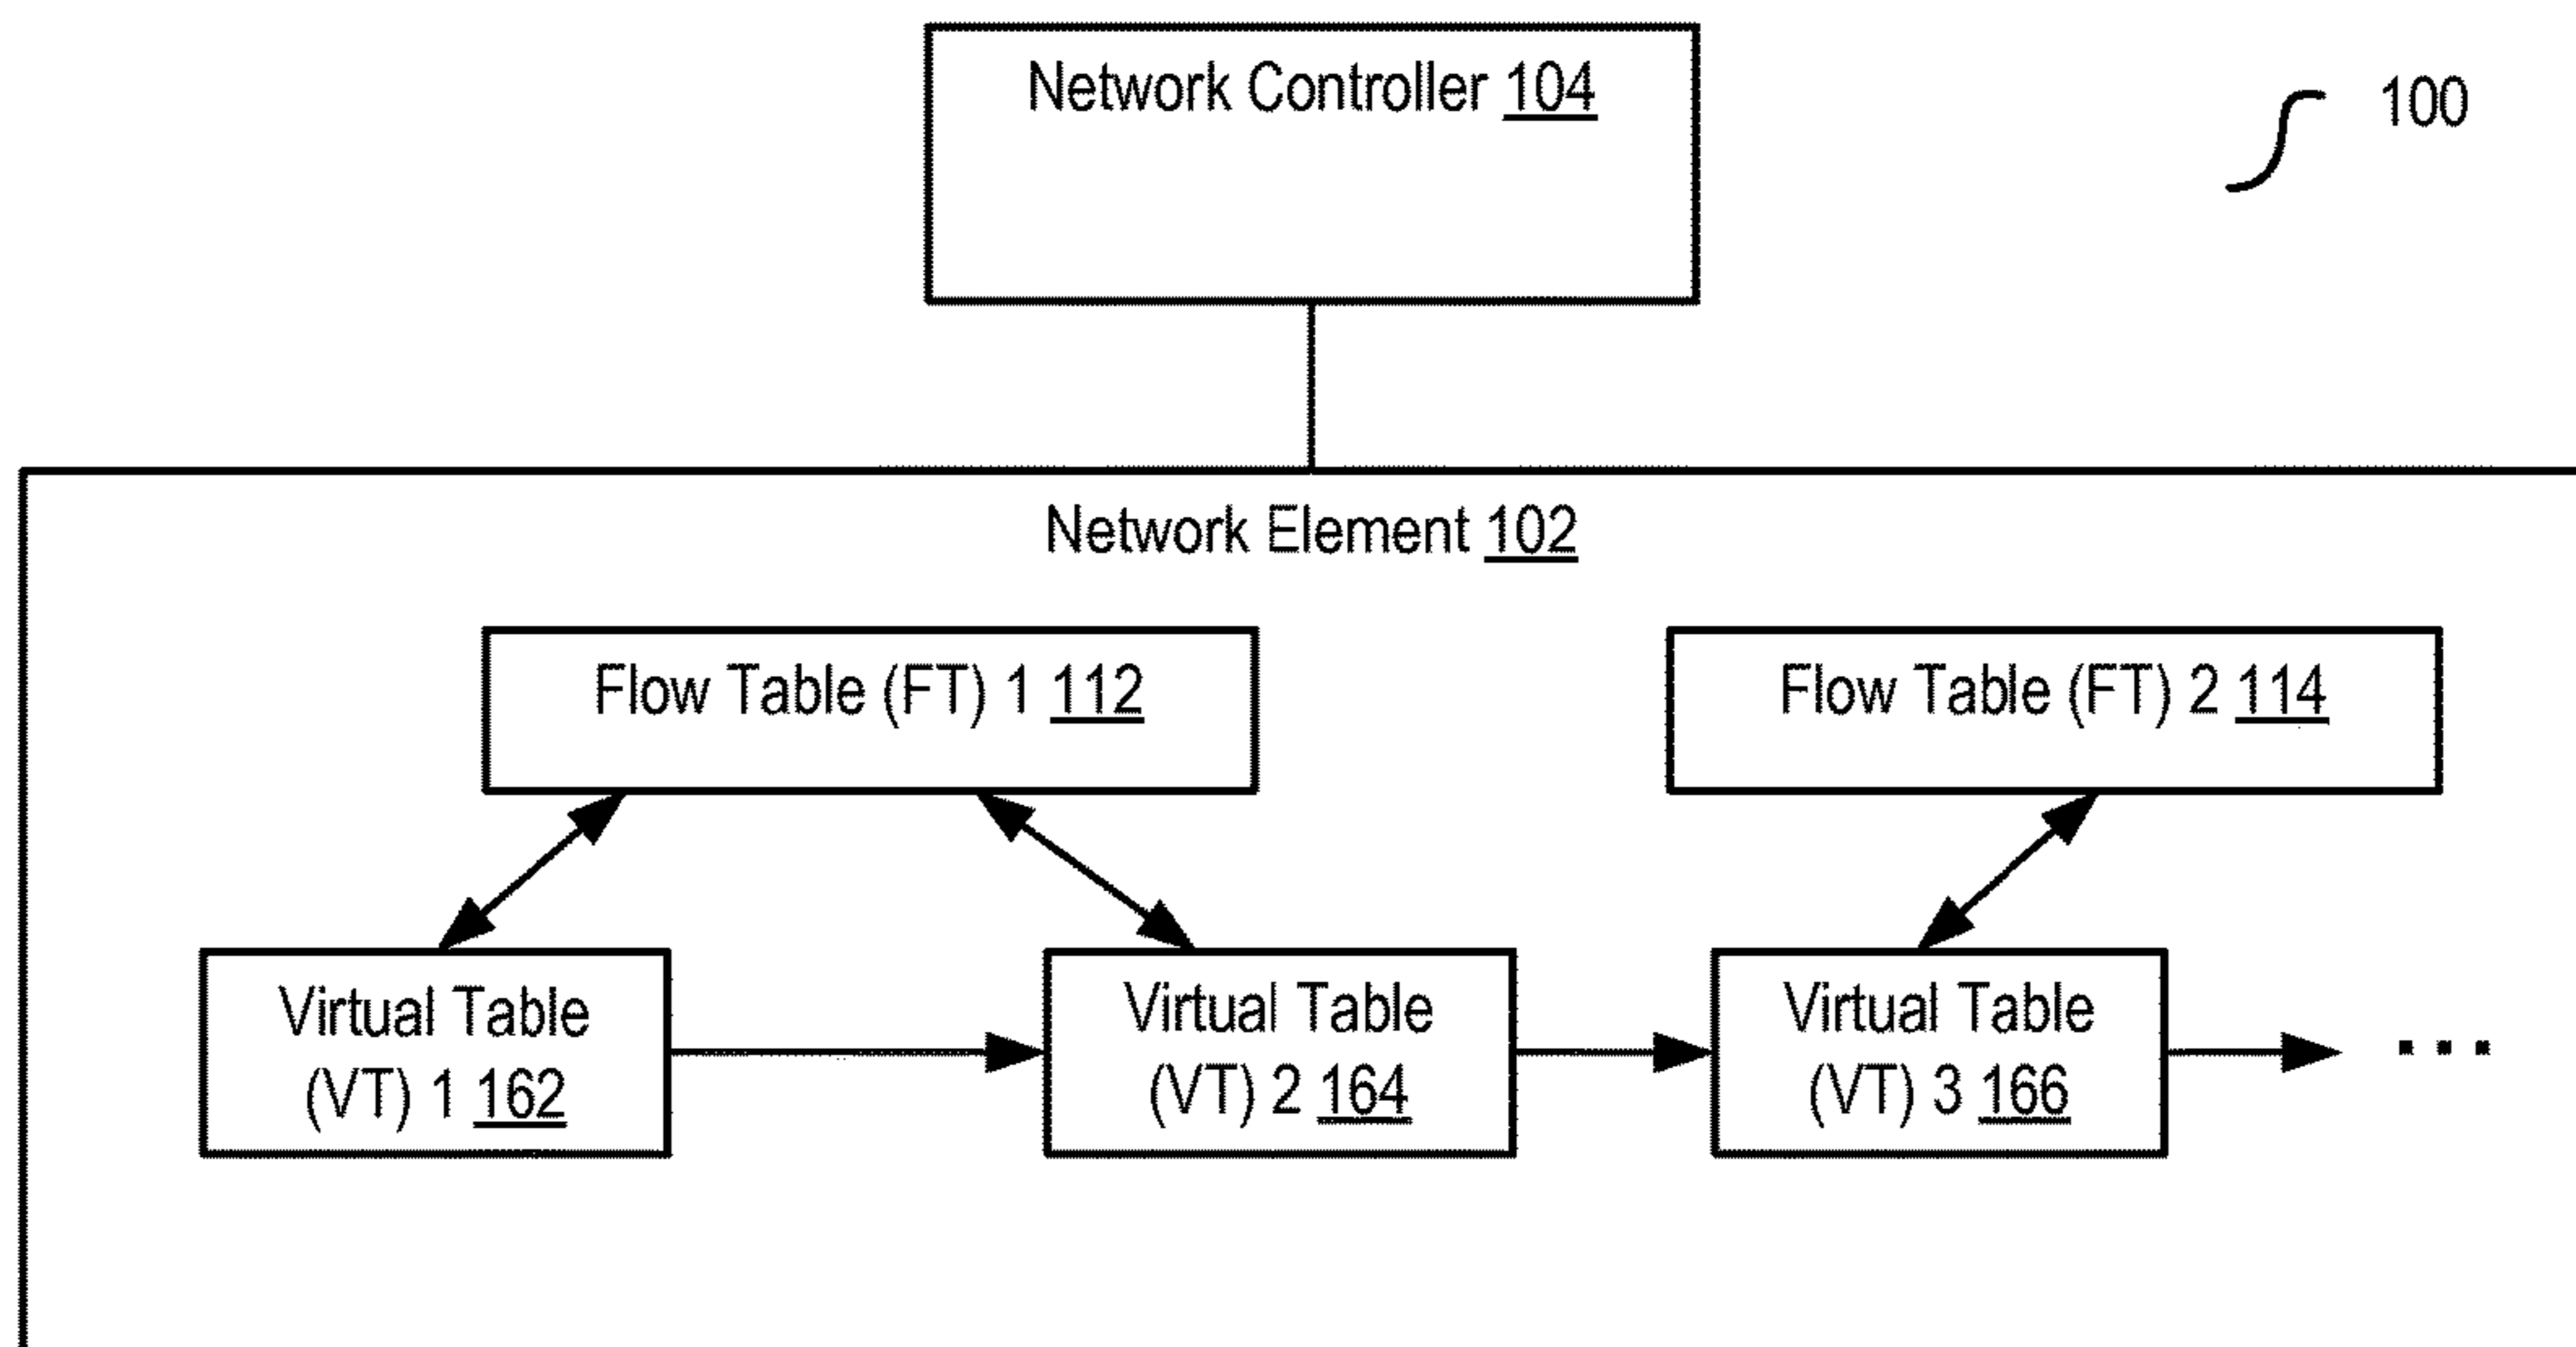 Network Controller 104
100
Network Element 102
Flow Table (FT) 1 112
Flow Table (FT) 2 114
Virtual Table
(VT) 1 162
Virtual Table
(VT) 2 164
Virtual Table
(VT) 3 166
...